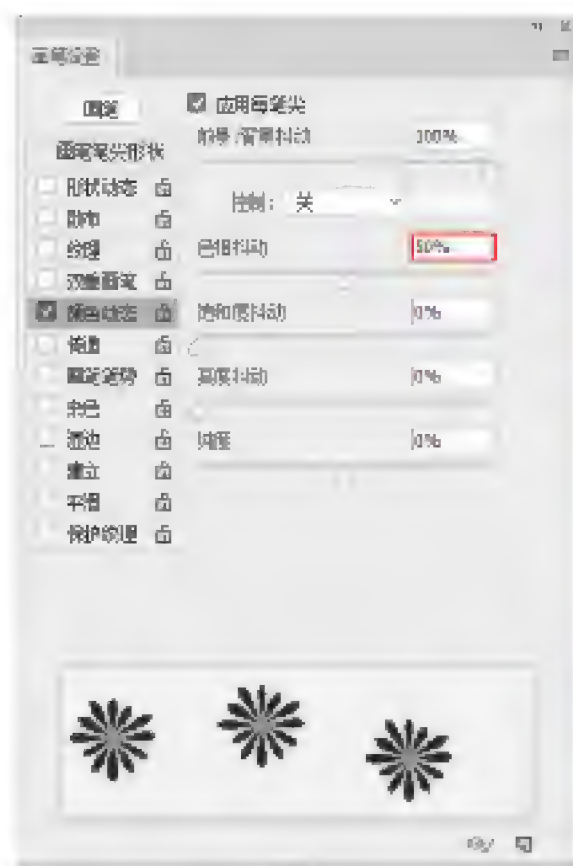 画笔设置
画笔
应用每笔尖
画笔笔尖形状
前景/背景抖动 100%
形状动态
控制： 关
散布
纹理
色相抖动 50%
双重画笔
颜色动态
饱和度抖动 0%
传递
画笔笔势
亮度抖动 0%
杂色
湿边
纯度 0%
建立
平滑
保护纹理